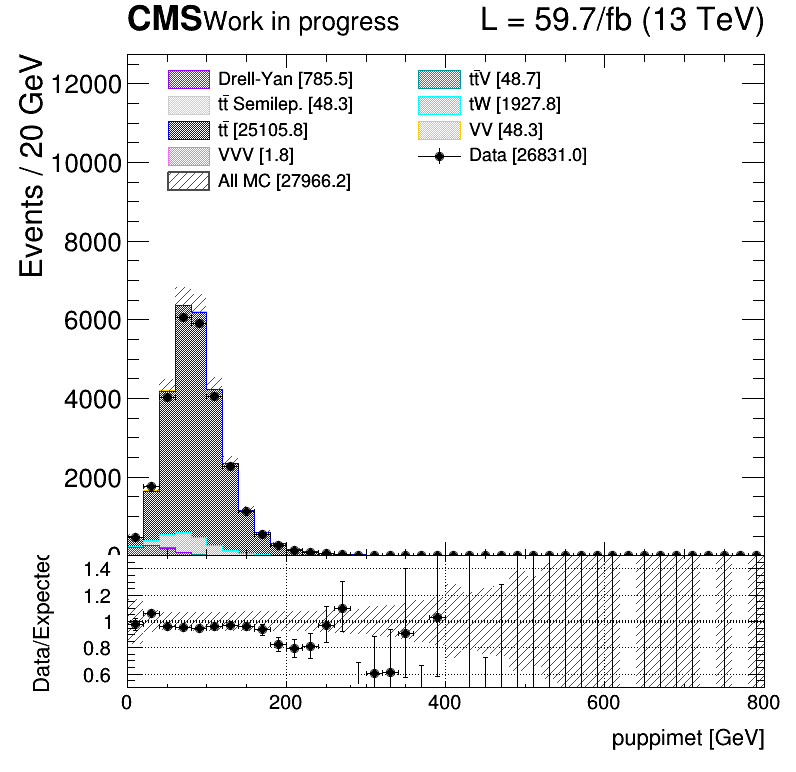 CMS Work in progress L = 59.7/fb (13 TeV)
Events / 20 GeV
12000
10000
8000
6000
4000
2000
0
Drell-Yan [785.5]
tt̄ Semilep. [48.3]
tt̄ [25105.8]
VVV [1.8]
All MC [27966.2]
tt̄V [48.7]
tW [1927.8]
VV [48.3]
Data [26831.0]
Data/Expected
1.4
1.2
1
0.8
0.6
0 200 400 600 800
puppimet [GeV]